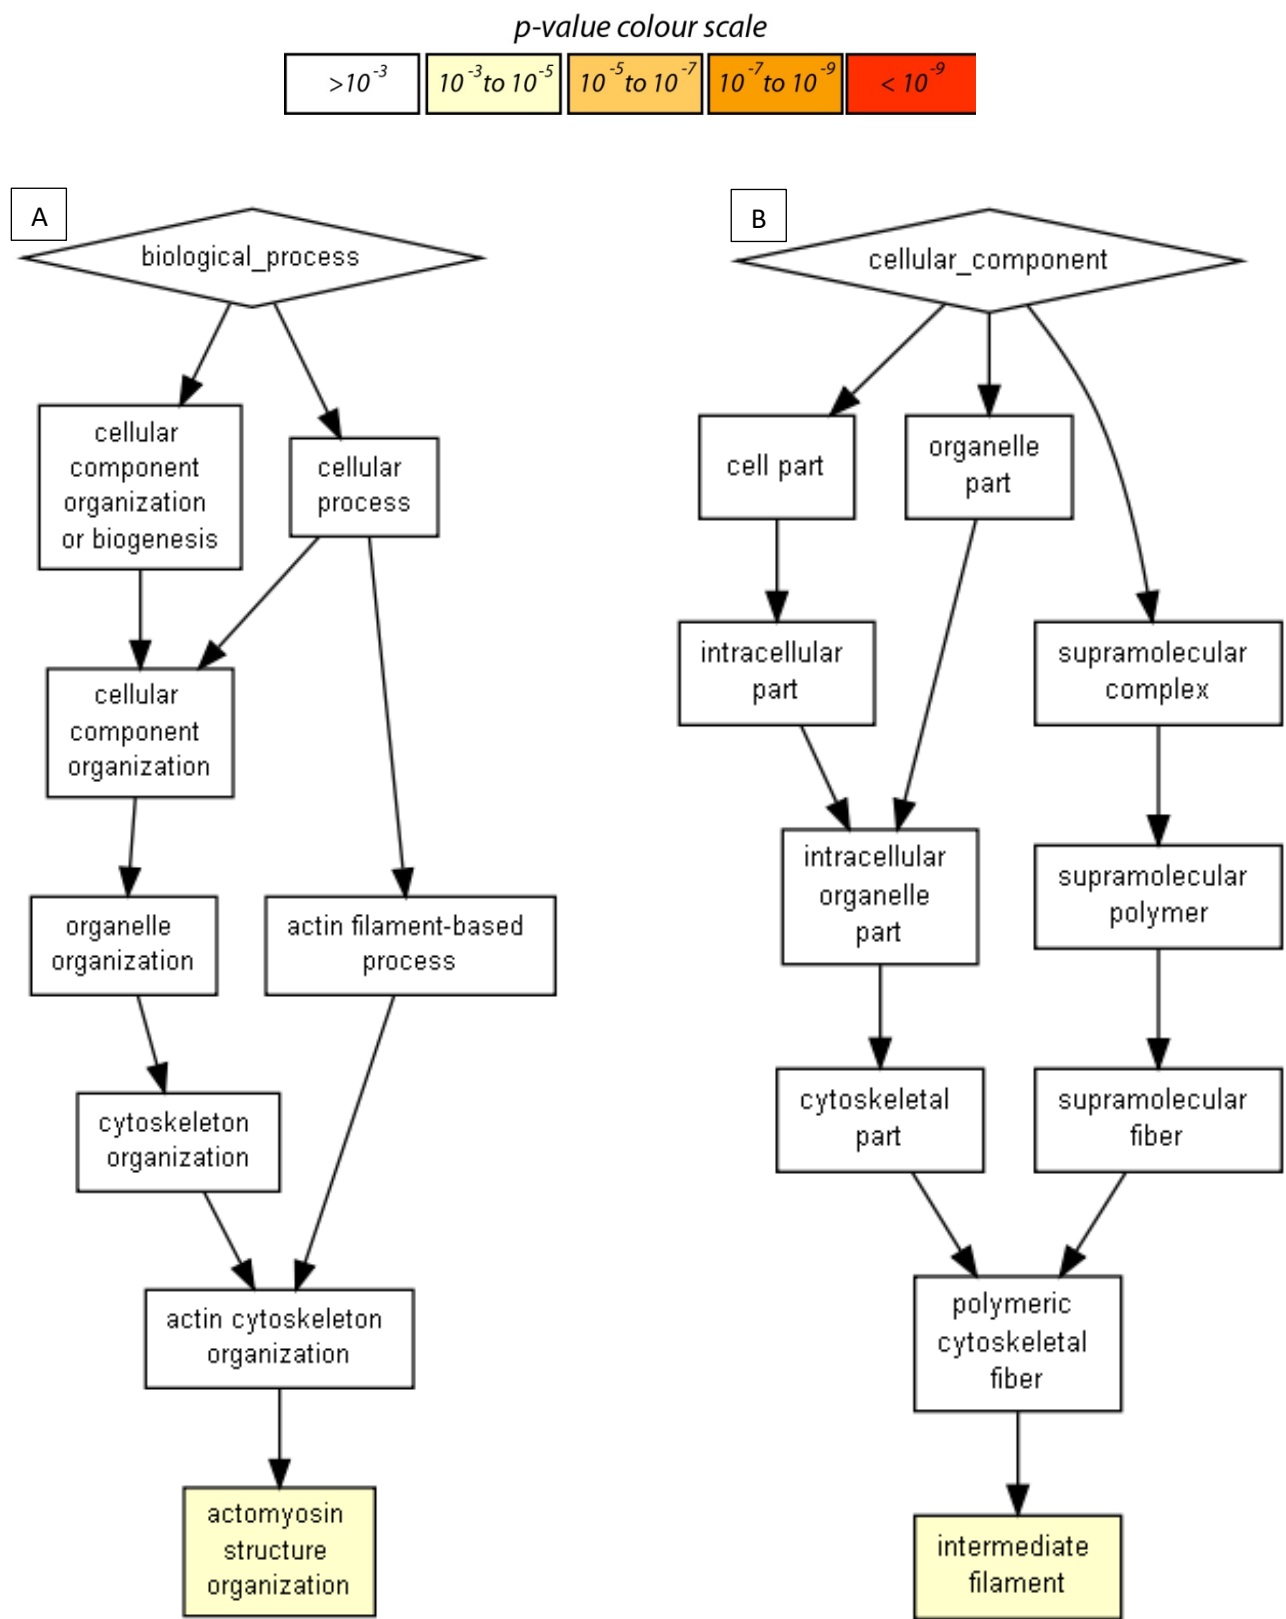 p-value colour scale
>10⁻³ 10⁻³ to 10⁻⁵ 10⁻⁵ to 10⁻⁷ 10⁻⁷ to 10⁻⁹ < 10⁻⁹
A
biological_process
cellular
component
organization
or biogenesis
cellular
process
cellular
component
organization
organelle
organization
actin filament-based
process
cytoskeleton
organization
actin cytoskeleton
organization
actomyosin
structure
organization
B
cellular_component
cell part
organelle
part
intracellular
part
supramolecular
complex
intracellular
organelle
part
supramolecular
polymer
cytoskeletal
part
supramolecular
fiber
polymeric
cytoskeletal
fiber
intermediate
filament